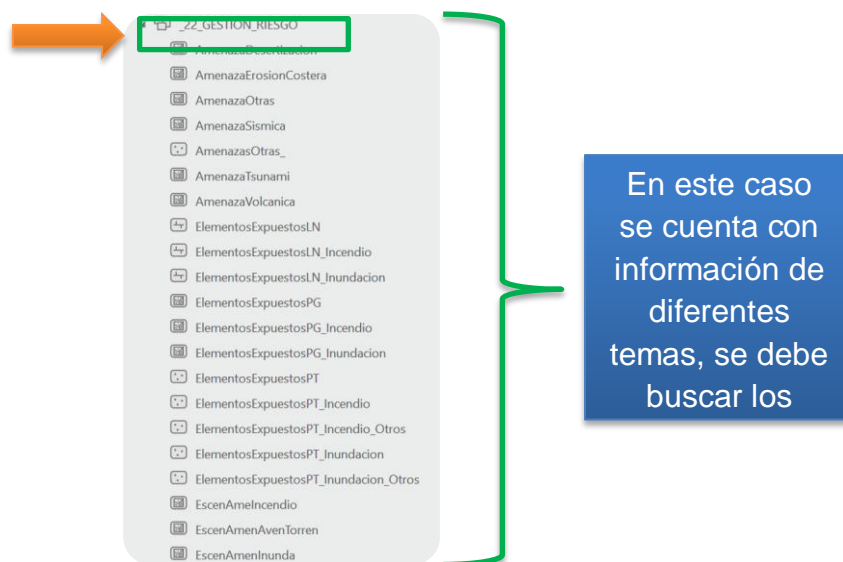 _22_GESTION_RIESGO
AmenazaDesertizacion
AmenazaErosionCostera
AmenazaOtras
AmenazaSismica
AmenazasOtras_
AmenazaTsunami
AmenazaVolcanica
ElementosExpuestosLN
ElementosExpuestosLN_Incendio
ElementosExpuestosLN_Inundacion
ElementosExpuestosPG
ElementosExpuestosPG_Incendio
ElementosExpuestosPG_Inundacion
ElementosExpuestosPT
ElementosExpuestosPT_Incendio
ElementosExpuestosPT_Incendio_Otros
ElementosExpuestosPT_Inundacion
ElementosExpuestosPT_Inundacion_Otros
EscenAmeIncendio
EscenAmenAvenTorren
EscenAmenInunda
En este caso
se cuenta con
información de
diferentes
temas, se debe
buscar los